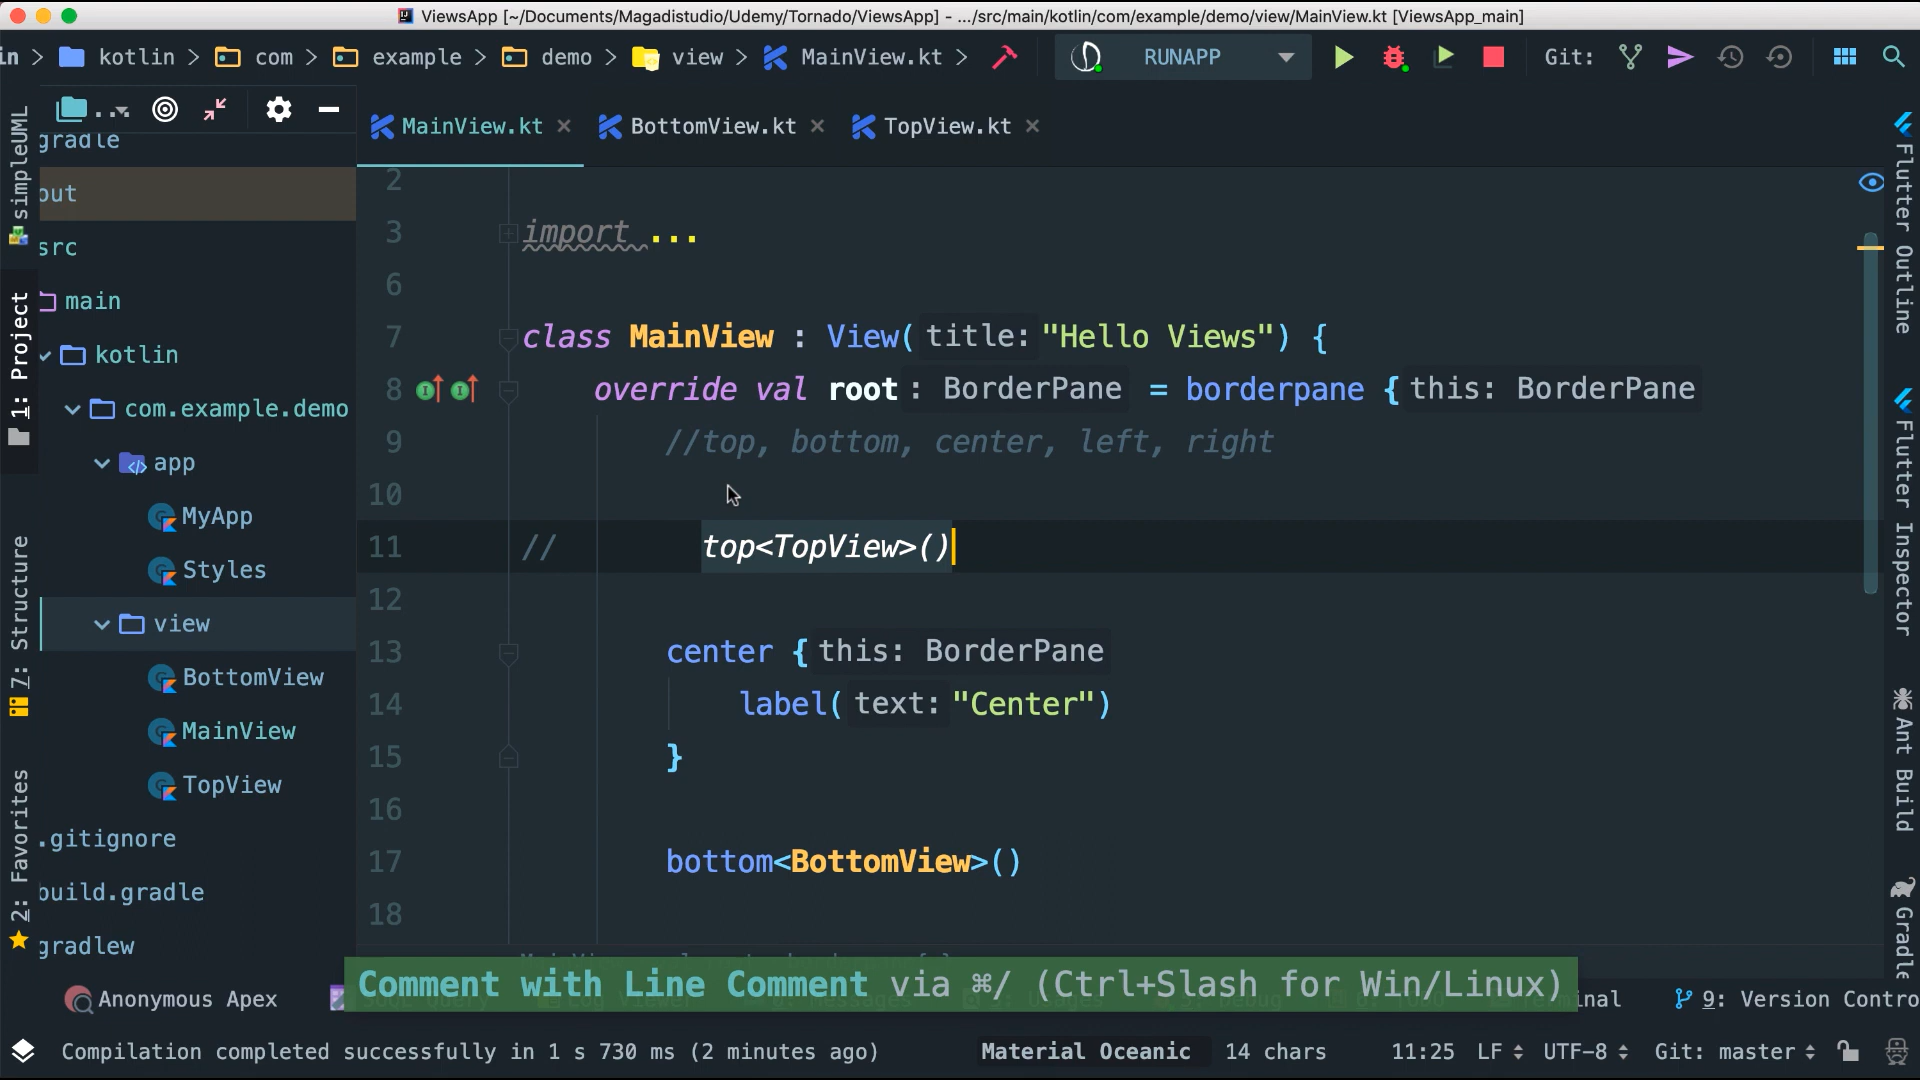 ViewsApp [~/Documents/Magadistudio/Udemy/Tornado/ViewsApp] - .../src/main/kotlin/com/example/demo/view/MainView.kt [ViewsApp_main]
in > kotlin > com > example > demo > view > MainView.kt >
RUNAPP
Git:
MainView.kt
BottomView.kt
TopView.kt
simpleUML
1: Project
7: Structure
2: Favorites
gradle
out
src
main
kotlin
com.example.demo
app
MyApp
Styles
view
BottomView
MainView
TopView
.gitignore
build.gradle
gradlew
2
3 import ...
6
7 class MainView : View( title: "Hello Views") {
8 override val root : BorderPane = borderpane { this: BorderPane
9 //top, bottom, center, left, right
10
11 // top<TopView>()
12
13 center { this: BorderPane
14 label( text: "Center")
15 }
16
17 bottom<BottomView>()
18
Flutter Outline
Flutter Inspector
Ant Build
Gradle
Comment with Line Comment via ⌘/ (Ctrl+Slash for Win/Linux)
Anonymous Apex
9: Version Contro
Compilation completed successfully in 1 s 730 ms (2 minutes ago)
Material Oceanic
14 chars
11:25
LF
UTF-8
Git: master